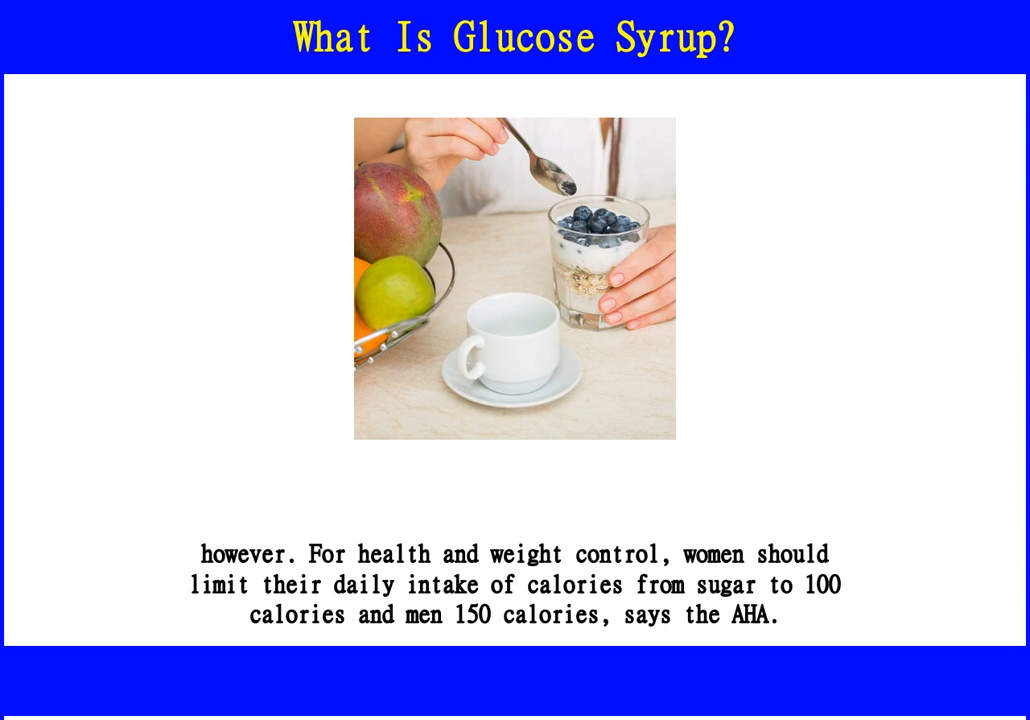 What Is Glucose Syrup?
however. For health and weight control, women should
limit their daily intake of calories from sugar to 100
calories and men 150 calories, says the AHA.